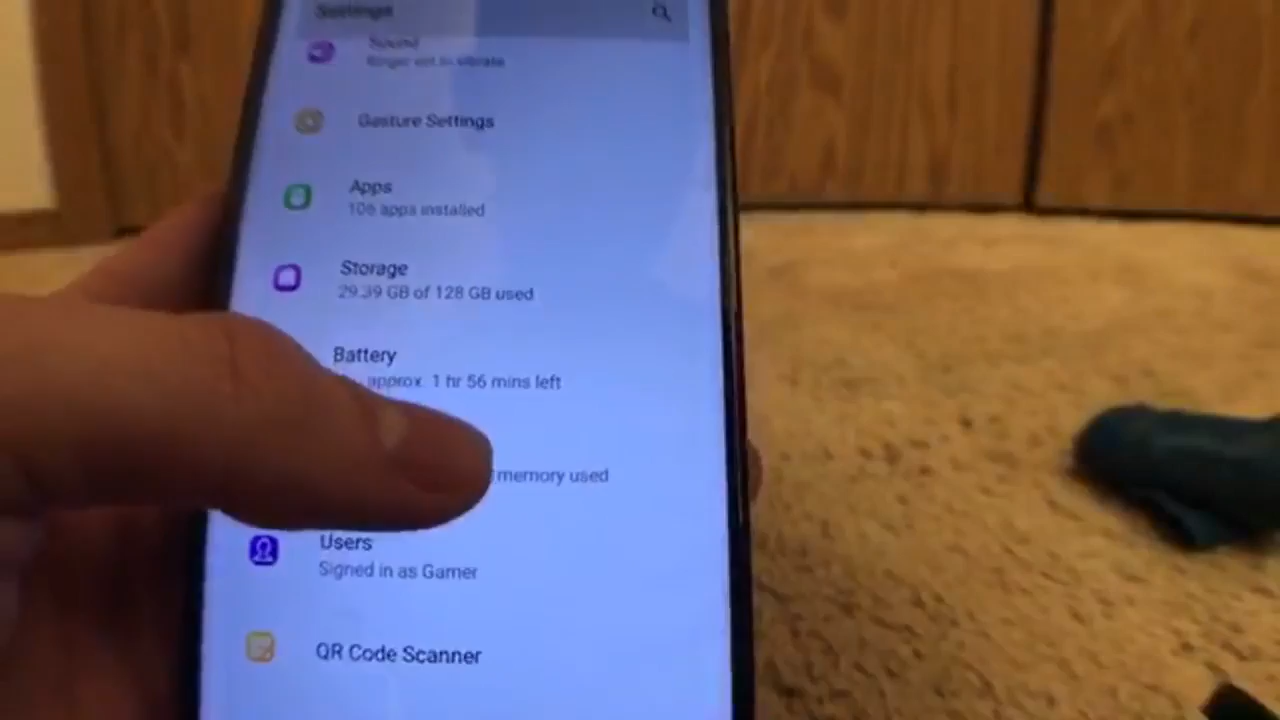 Settings
Sound
Ringer set to vibrate
Gesture Settings
Apps
106 apps installed
Storage
29.39 GB of 128 GB used
Battery
approx. 1 hr 56 mins left
memory used
Users
Signed in as Gamer
QR Code Scanner